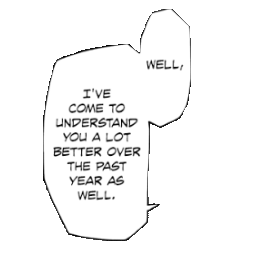 WELL,
I'VE
COME TO
UNDERSTAND
YOU A LOT
BETTER OVER
THE PAST
YEAR AS
WELL.